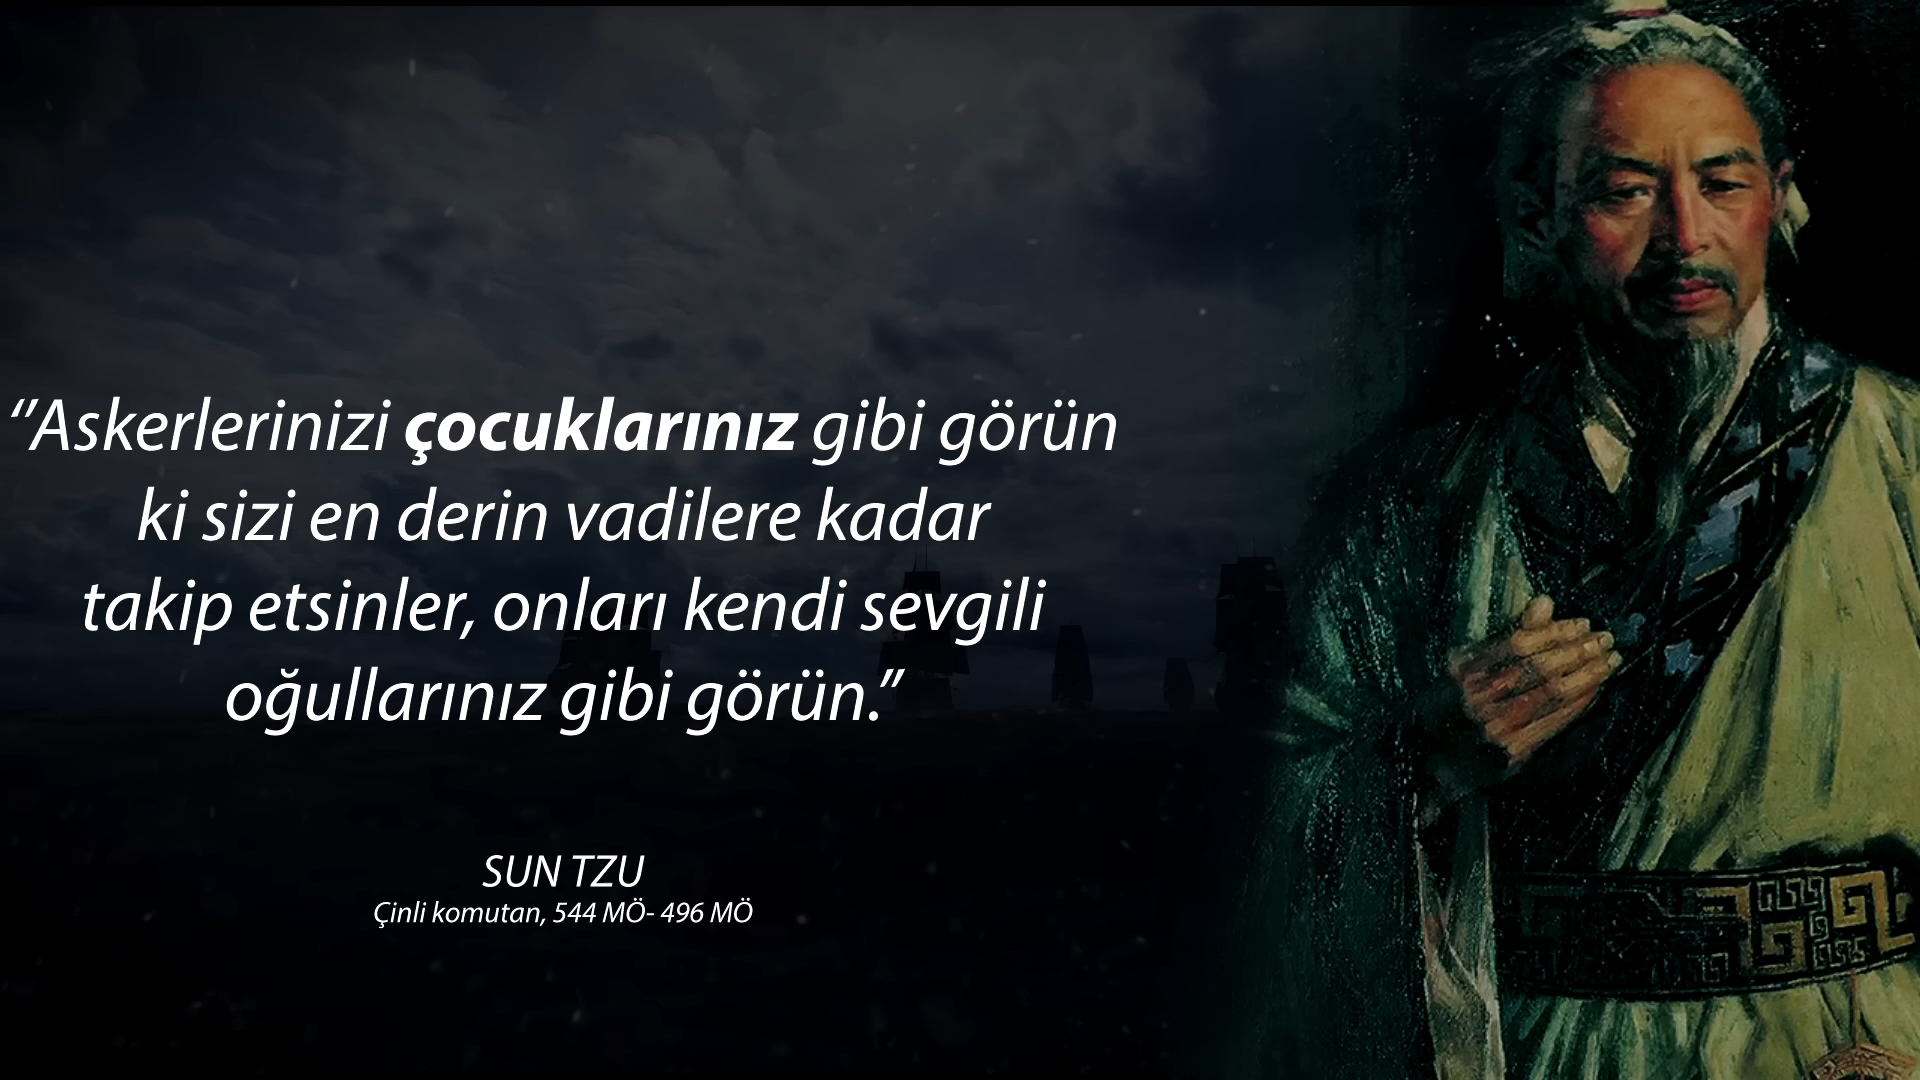 “Askerlerinizi çocuklarınız gibi görün
ki sizi en derin vadilere kadar
takip etsinler, onları kendi sevgili
oğullarınız gibi görün.”
SUN TZU
Çinli komutan, 544 MÖ- 496 MÖ